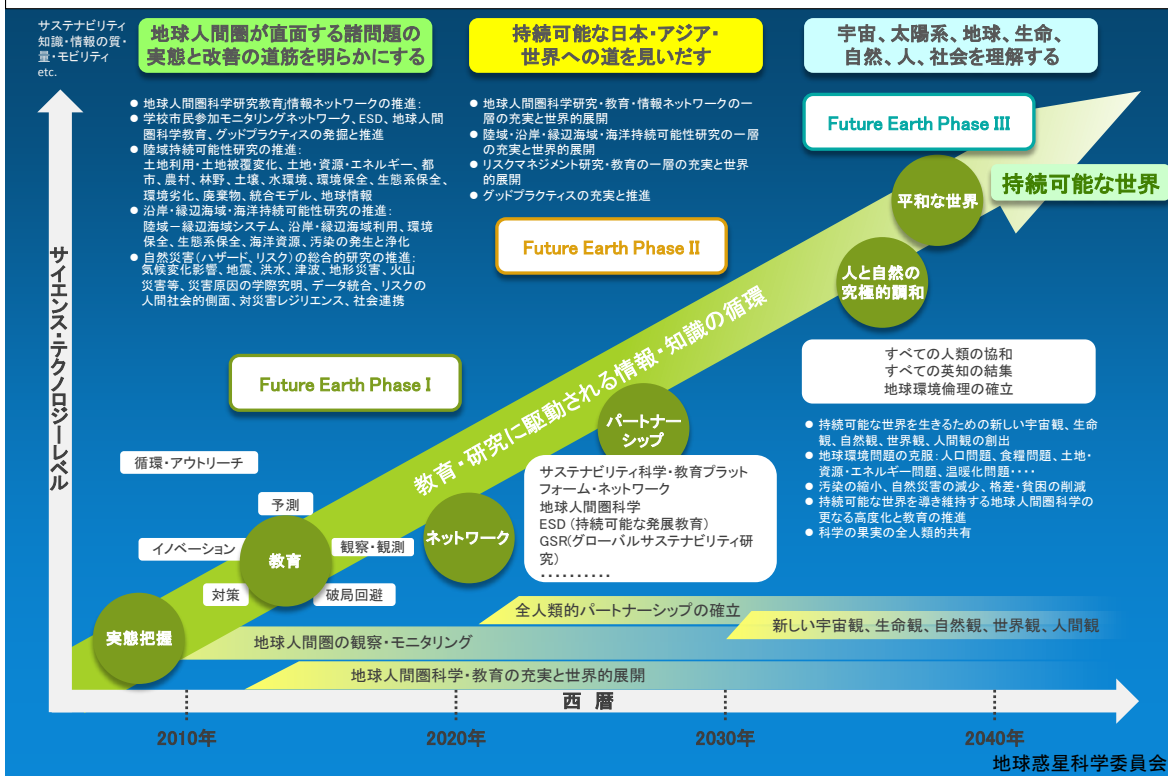 サステナビリティ
知識・情報の質・
量・モビリティ
etc.
地球人間圏が直面する諸問題の
実態と改善の道筋を明らかにする
持続可能な日本・アジア・
世界への道を見いだす
宇宙、太陽系、地球、生命、
自然、人、社会を理解する
● 地球人間圏科学研究教育j情報ネットワークの推進:
● 学校市民参加モニタリングネットワーク、ESD、地球人間
圏科学教育、グッドプラクティスの発掘と推進
● 陸域持続可能性研究の推進:
土地利用・土地被覆変化、土地・資源・エネルギー、都
市、農村、林野、土壌、水環境、環境保全、生態系保全、
環境劣化、廃棄物、統合モデル、地球情報
● 沿岸・縁辺海域・海洋持続可能性研究の推進:
陸域－縁辺海域システム、沿岸・縁辺海域利用、環境
保全、生態系保全、海洋資源、汚染の発生と浄化
● 自然災害(ハザード、リスク)の総合的研究の推進:
気候変化影響、地震、洪水、津波、地形災害、火山
災害等、災害原因の学際究明、データ統合、リスクの
人間社会的側面、対災害レジリエンス、社会連携
● 地球人間圏科学研究・教育・情報ネットワークの一
層の充実と世界的展開
● 陸域・沿岸・縁辺海域・海洋持続可能性研究の一層
の充実と世界的展開
● リスクマネジメント研究・教育の一層の充実と世界
的展開
● グッドプラクティスの充実と推進
Future Earth Phase III
持続可能な世界
平和な世界
Future Earth Phase II
人と自然の
究極的調和
サイエンス・テクノロジーレベル
教育・研究に駆動される情報・知識の循環
Future Earth Phase I
すべての人類の協和
すべての英知の結集
地球環境倫理の確立
パートナー
シップ
● 持続可能な世界を生きるための新しい宇宙観、生命
観、自然観、世界観、人間観の創出
● 地球環境問題の克服：人口問題、食糧問題、土地・
資源・エネルギー問題、温暖化問題・・・・
● 汚染の縮小、自然災害の減少、格差・貧困の削減
● 持続可能な世界を導き維持する地球人間圏科学の
更なる高度化と教育の推進
● 科学の果実の全人類的共有
循環・アウトリーチ
予測
イノベーション
教育
観察・観測
対策
破局回避
ネットワーク
サステナビリティ科学・教育プラット
フォーム・ネットワーク
地球人間圏科学
ESD (持続可能な発展教育)
GSR(グローバルサステナビリティ研
究)
・・・・・・・・・・
実態把握
全人類的パートナーシップの確立
新しい宇宙観、生命観、自然観、世界観、人間観
地球人間圏の観察・モニタリング
地球人間圏科学・教育の充実と世界的展開
西 暦
2010年
2020年
2030年
2040年
地球惑星科学委員会